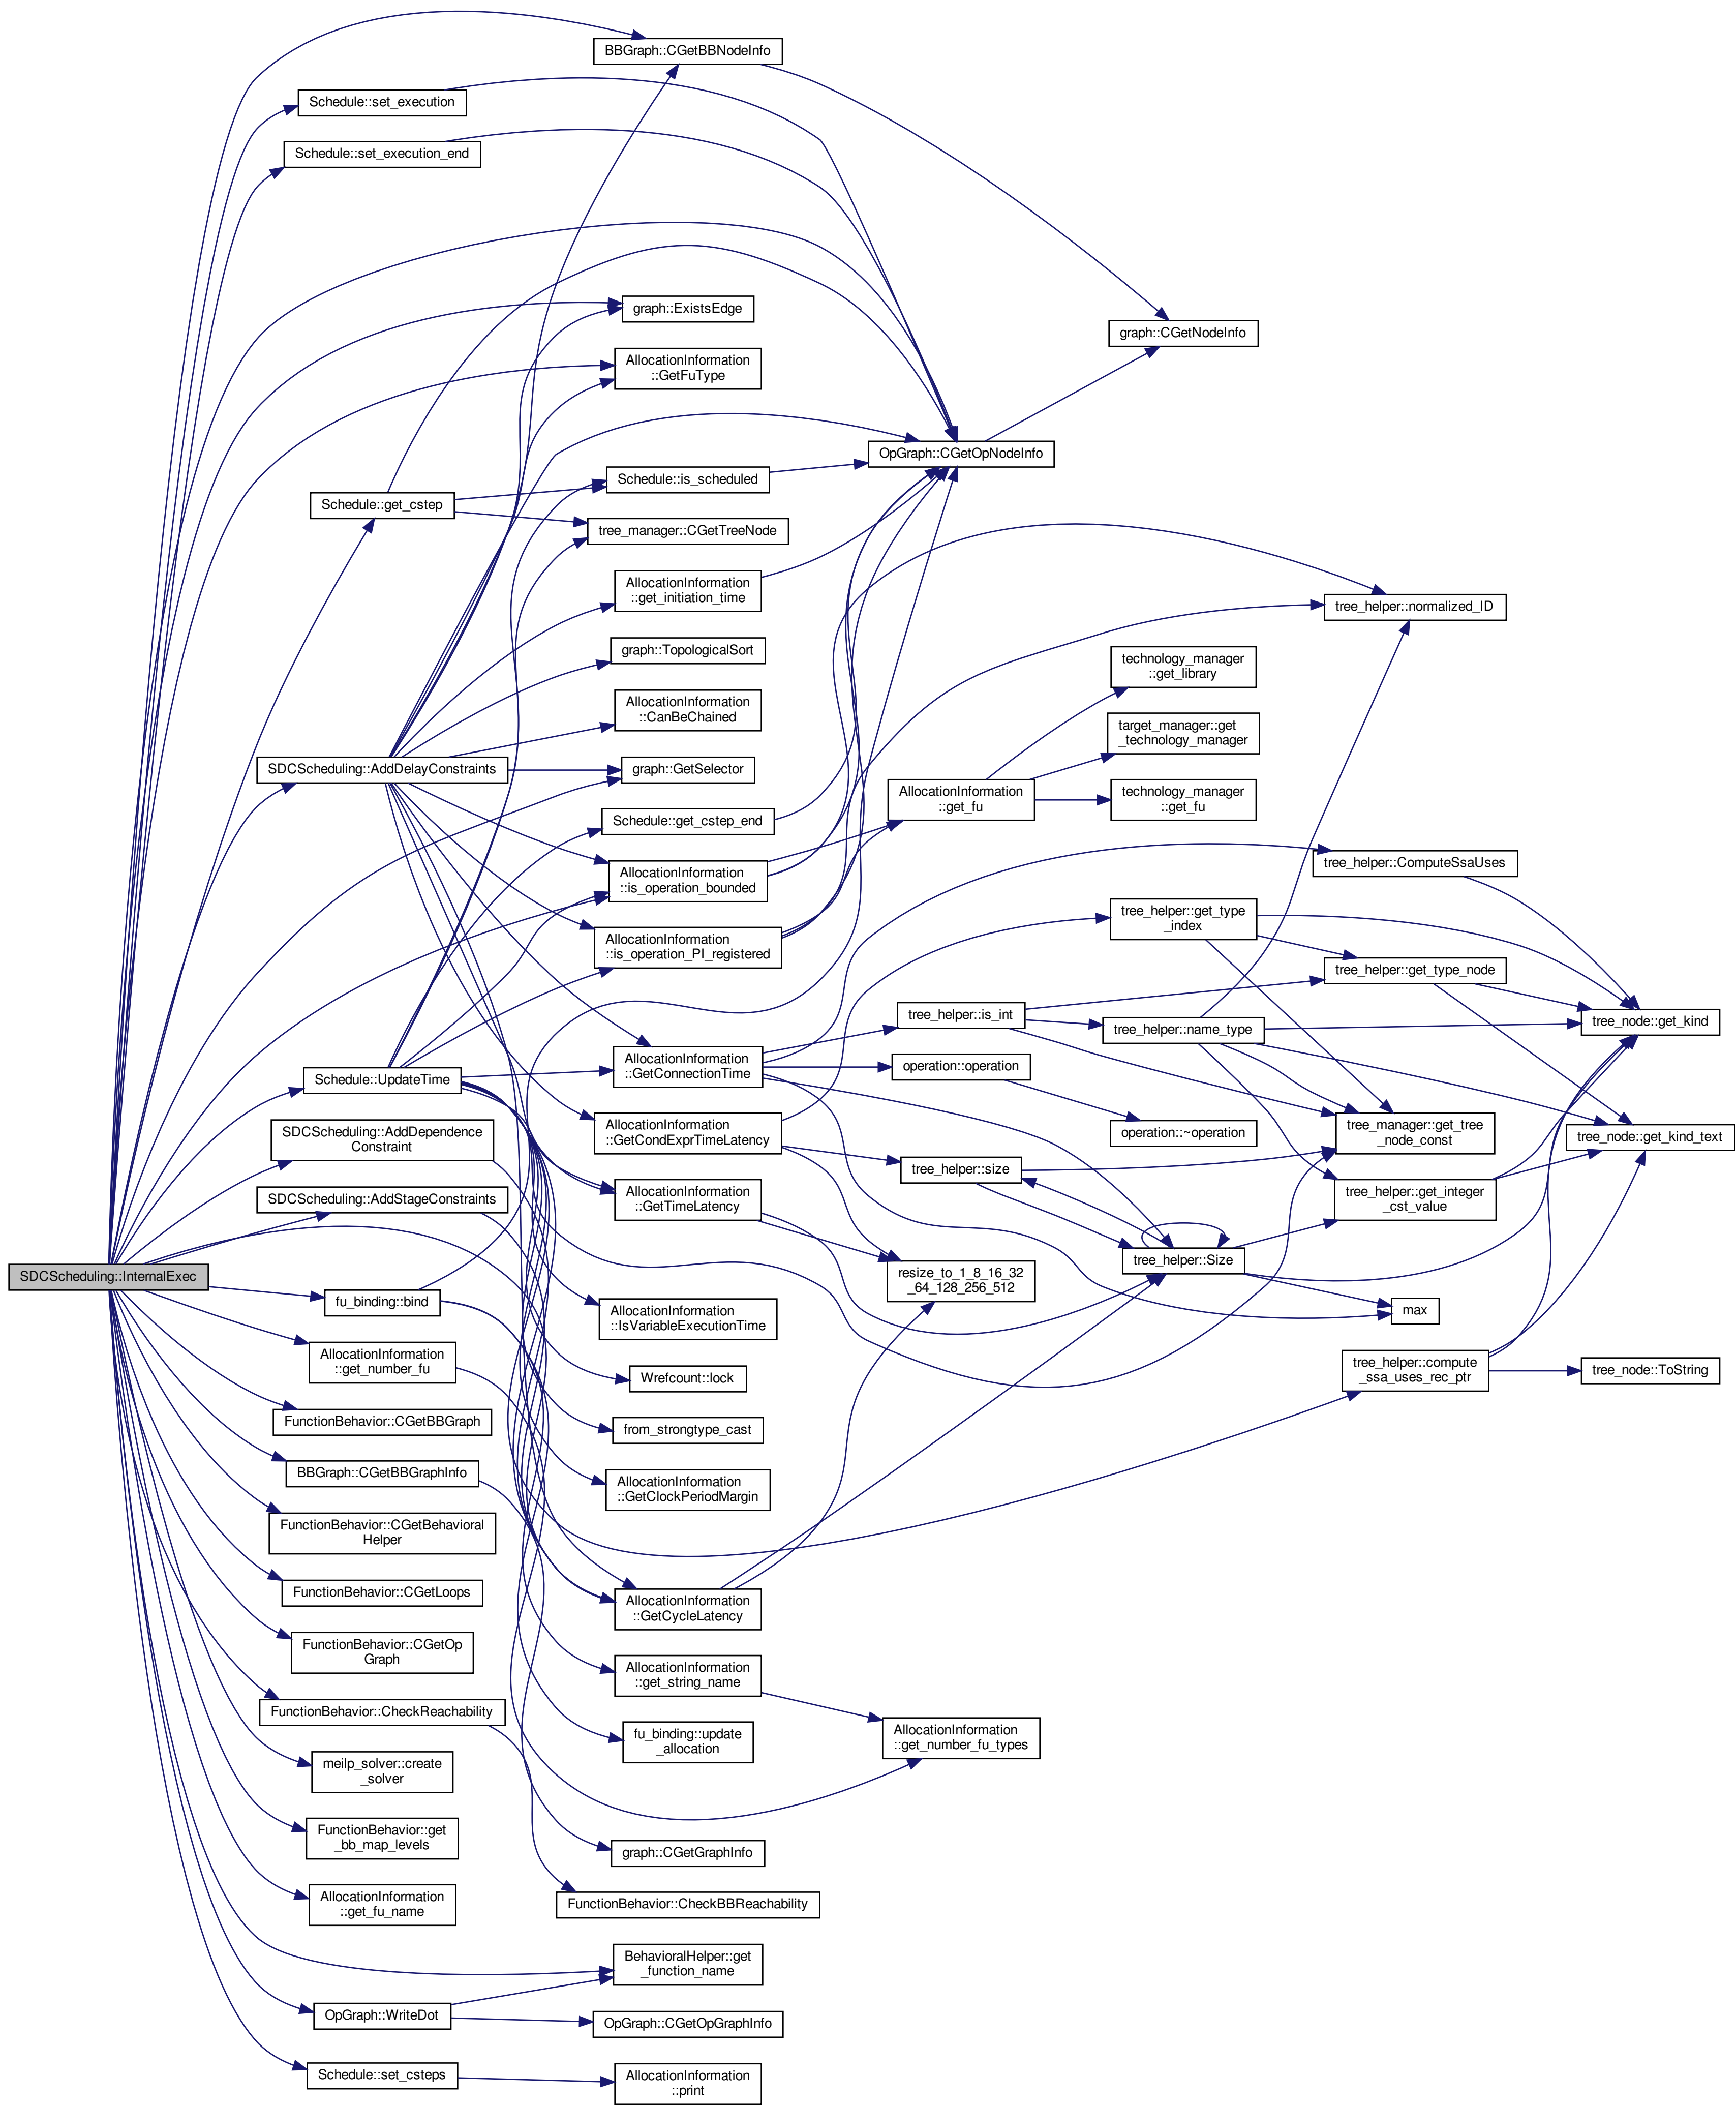 BBGraph::CGetBBNodeInfo
Schedule::set_execution
Schedule::set_execution_end
graph::ExistsEdge
graph::CGetNodeInfo
AllocationInformation
::GetFuType
OpGraph::CGetOpNodeInfo
Schedule::is_scheduled
Schedule::get_cstep
tree_manager::CGetTreeNode
AllocationInformation
::get_initiation_time
tree_helper::normalized_ID
graph::TopologicalSort
technology_manager
::get_library
AllocationInformation
::CanBeChained
target_manager::get
_technology_manager
SDCScheduling::AddDelayConstraints
graph::GetSelector
AllocationInformation
::get_fu
technology_manager
::get_fu
Schedule::get_cstep_end
tree_helper::ComputeSsaUses
AllocationInformation
::is_operation_bounded
tree_helper::get_type
_index
AllocationInformation
::is_operation_PI_registered
tree_helper::get_type_node
tree_helper::is_int
tree_helper::name_type
tree_node::get_kind
AllocationInformation
::GetConnectionTime
operation::operation
Schedule::UpdateTime
AllocationInformation
::GetCondExprTimeLatency
operation::~operation
tree_manager::get_tree
_node_const
tree_node::get_kind_text
SDCScheduling::AddDependence
Constraint
tree_helper::size
SDCScheduling::AddStageConstraints
AllocationInformation
::GetTimeLatency
tree_helper::get_integer
_cst_value
tree_helper::Size
SDCScheduling::InternalExec
resize_to_1_8_16_32
_64_128_256_512
fu_binding::bind
AllocationInformation
::IsVariableExecutionTime
max
AllocationInformation
::get_number_fu
tree_helper::compute
_ssa_uses_rec_ptr
tree_node::ToString
Wrefcount::lock
FunctionBehavior::CGetBBGraph
from_strongtype_cast
BBGraph::CGetBBGraphInfo
AllocationInformation
::GetClockPeriodMargin
FunctionBehavior::CGetBehavioral
Helper
FunctionBehavior::CGetLoops
AllocationInformation
::GetCycleLatency
FunctionBehavior::CGetOp
Graph
AllocationInformation
::get_string_name
FunctionBehavior::CheckReachability
fu_binding::update
_allocation
AllocationInformation
::get_number_fu_types
meilp_solver::create
_solver
FunctionBehavior::get
_bb_map_levels
graph::CGetGraphInfo
AllocationInformation
::get_fu_name
FunctionBehavior::CheckBBReachability
BehavioralHelper::get
_function_name
OpGraph::WriteDot
OpGraph::CGetOpGraphInfo
Schedule::set_csteps
AllocationInformation
::print